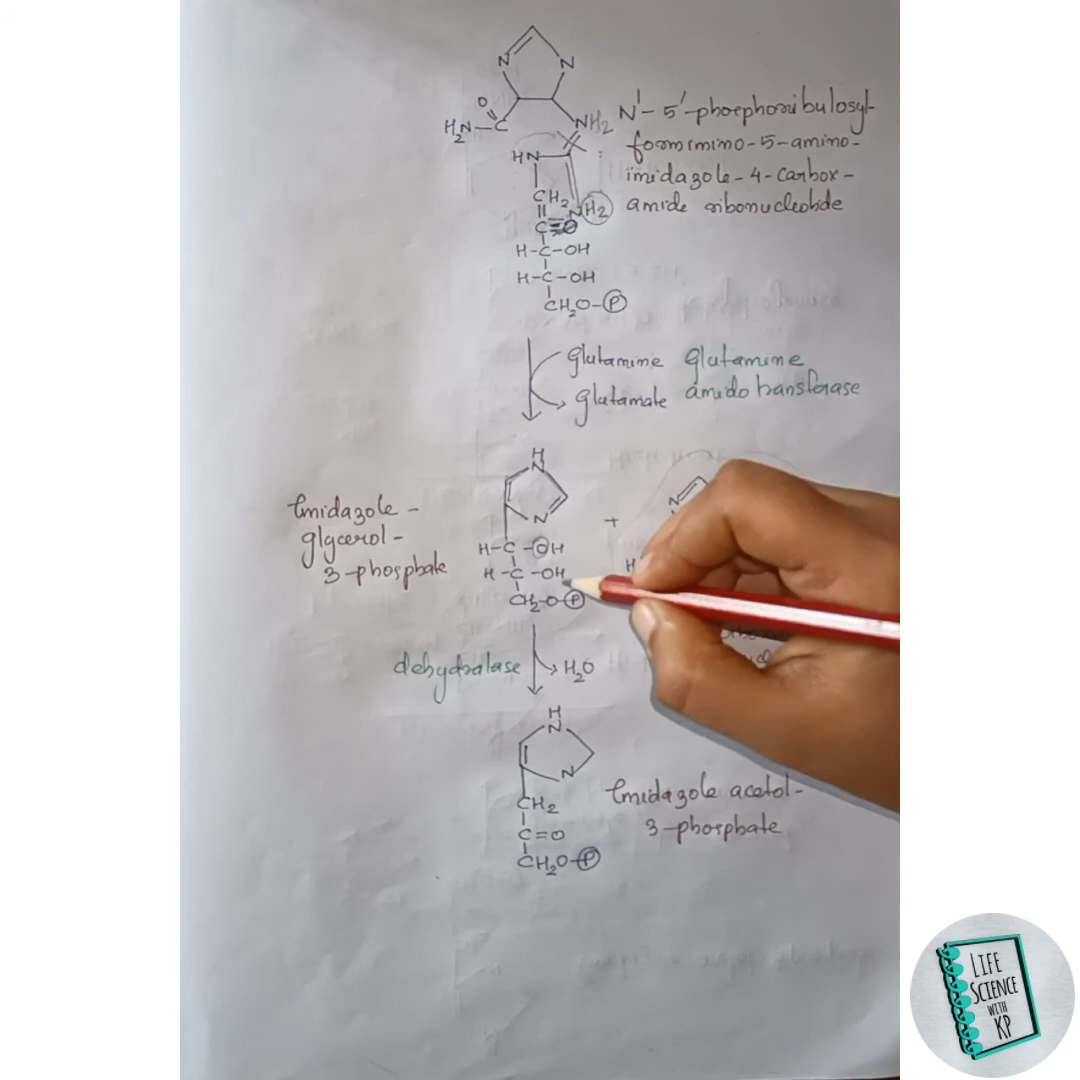 N
N
O
H2N-C
NH2
N'-5'-phosphoribulosyl-
formimino-5-amino-
imidazole-4-carbox-
amide ribonucleotide
HN
CH2
NH2
C
H-C-OH
H-C-OH
CH2O-P
glutamine
glutamate
glutamine
amidotransferase
Imidazole-
glycerol-
3-phosphate
H
N
N
H-C-OH
H-C-OH
CH2-O-P
+
N
H
dehydratase
H2O
H
N
N
CH2
C=O
CH2O-P
Imidazole acetol-
3-phosphate
LIFE
SCIENCE
WITH
KP